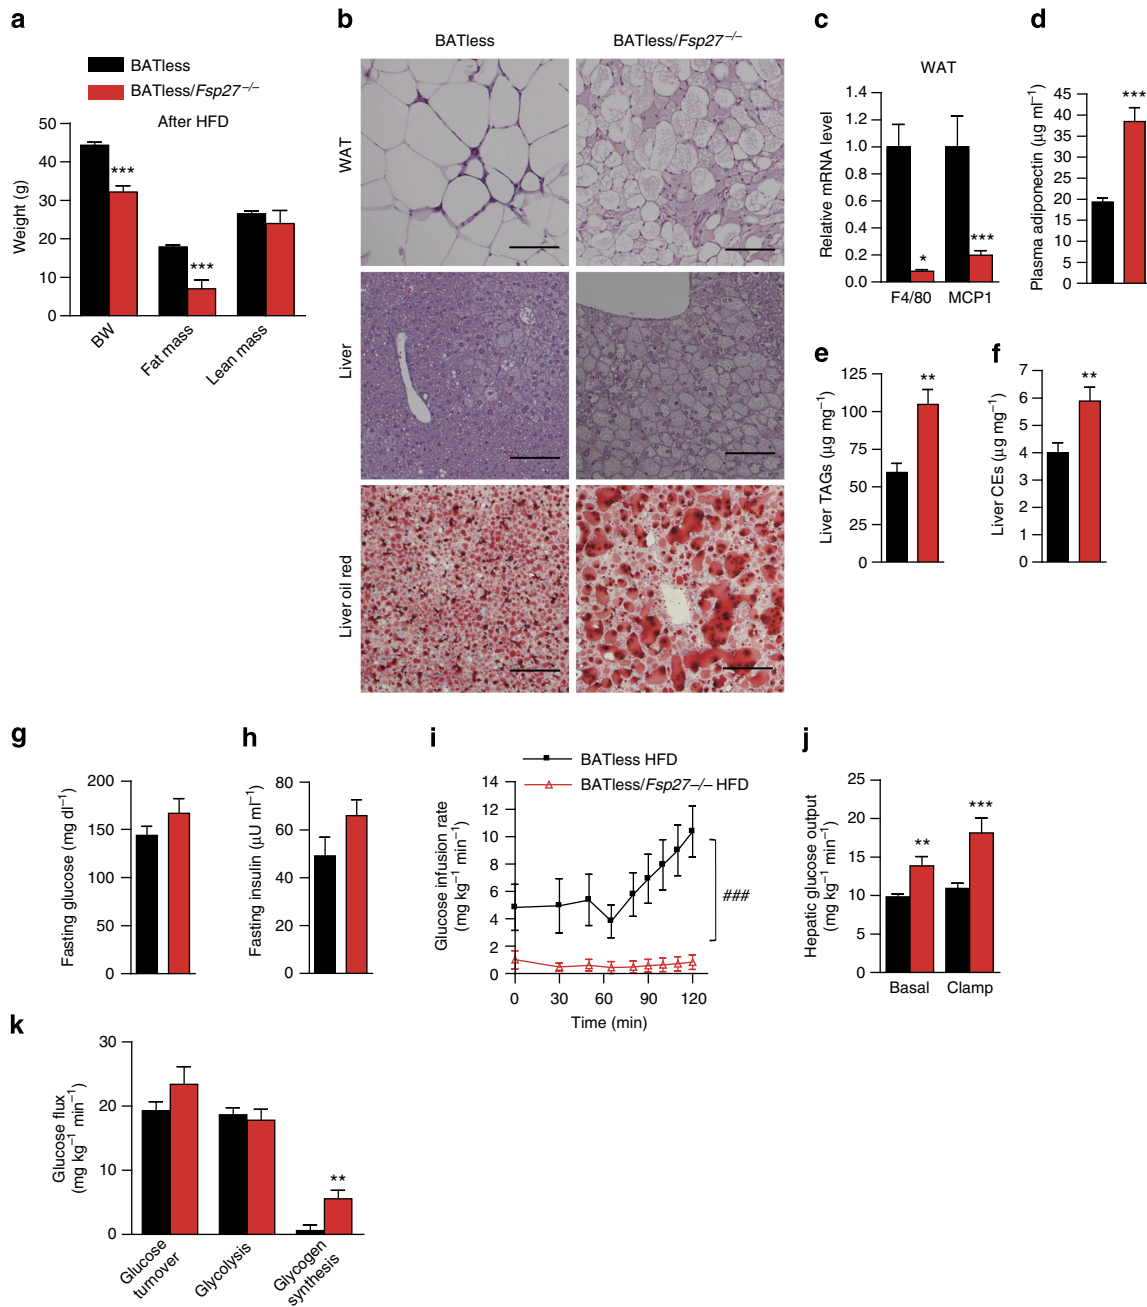 a
BATless
BATless/Fsp27−/−
After HFD
Weight (g)
50
40
30
20
10
0
***
***
BW
Fat mass
Lean mass
b
BATless
BATless/Fsp27−/−
WAT
Liver
Liver oil red
c
WAT
Relative mRNA level
1.4
1.2
1.0
0.8
0.6
0.4
0.2
0.0
*
***
F4/80
MCP1
d
Plasma adiponectin (μg ml−1)
45
40
35
30
25
20
15
10
5
0
***
e
Liver TAGs (μg mg−1)
125
100
75
50
25
0
**
f
Liver CEs (μg mg−1)
7
6
5
4
3
2
1
0
**
g
Fasting glucose (mg dl−1)
200
150
100
50
0
h
Fasting insulin (μU ml−1)
80
60
40
20
0
i
BATless HFD
BATless/Fsp27−/− HFD
Glucose infusion rate
(mg kg−1 min−1)
14
12
10
8
6
4
2
0
###
0
30
60
90
120
Time (min)
j
Hepatic glucose output
(mg kg−1 min−1)
25
20
15
10
5
0
**
***
Basal
Clamp
k
Glucose flux
(mg kg−1 min−1)
30
20
10
0
**
Glucose
turnover
Glycolysis
Glycogen
synthesis